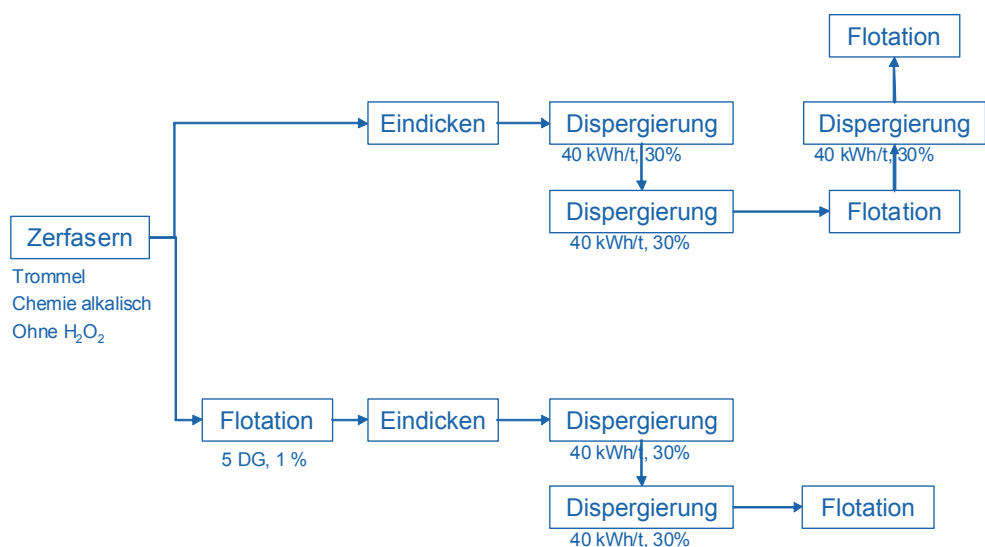 Flotation
Eindicken
Dispergierung
40 kWh/t, 30%
Dispergierung
40 kWh/t, 30%
Dispergierung
40 kWh/t, 30%
Flotation
Zerfasern
Trommel
Chemie alkalisch
Ohne H₂O₂
Flotation
5 DG, 1 %
Eindicken
Dispergierung
40 kWh/t, 30%
Dispergierung
40 kWh/t, 30%
Flotation